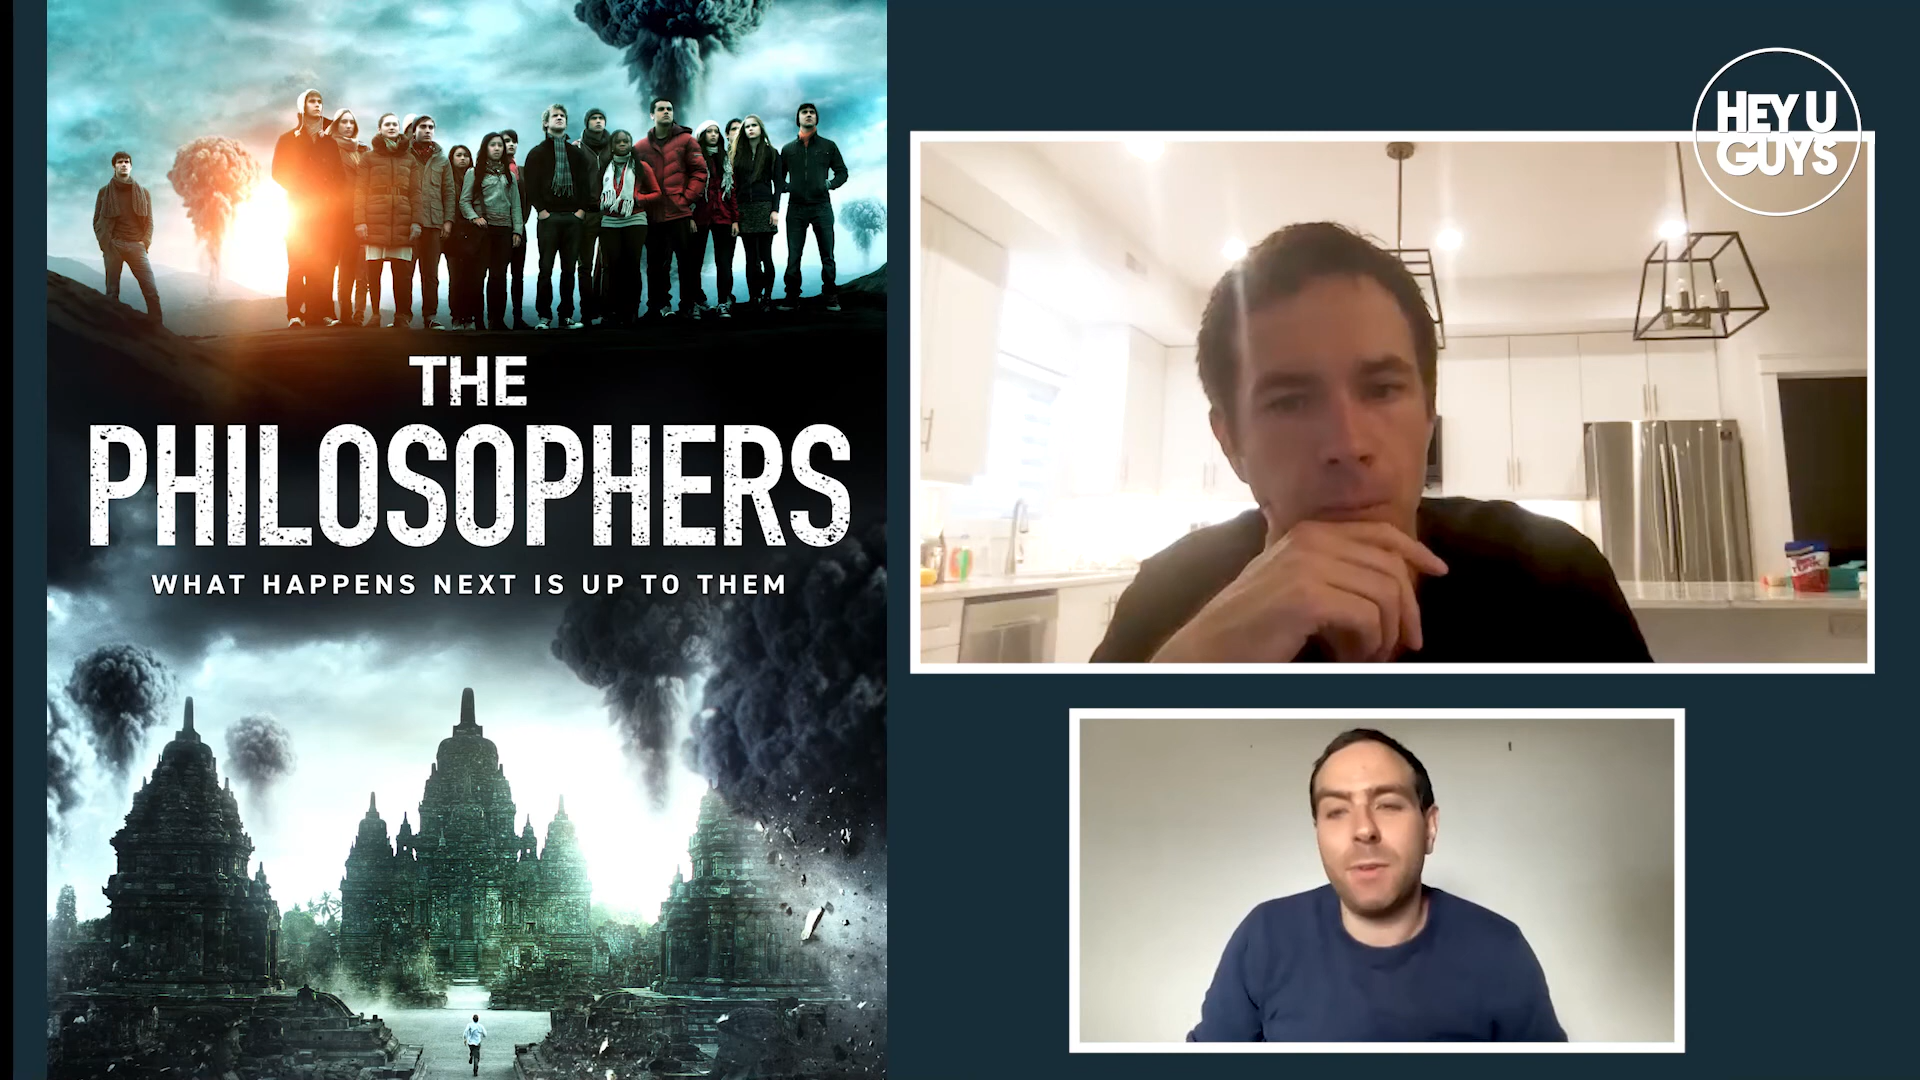 THE
PHILOSOPHERS
WHAT HAPPENS NEXT IS UP TO THEM
HEY U
GUYS